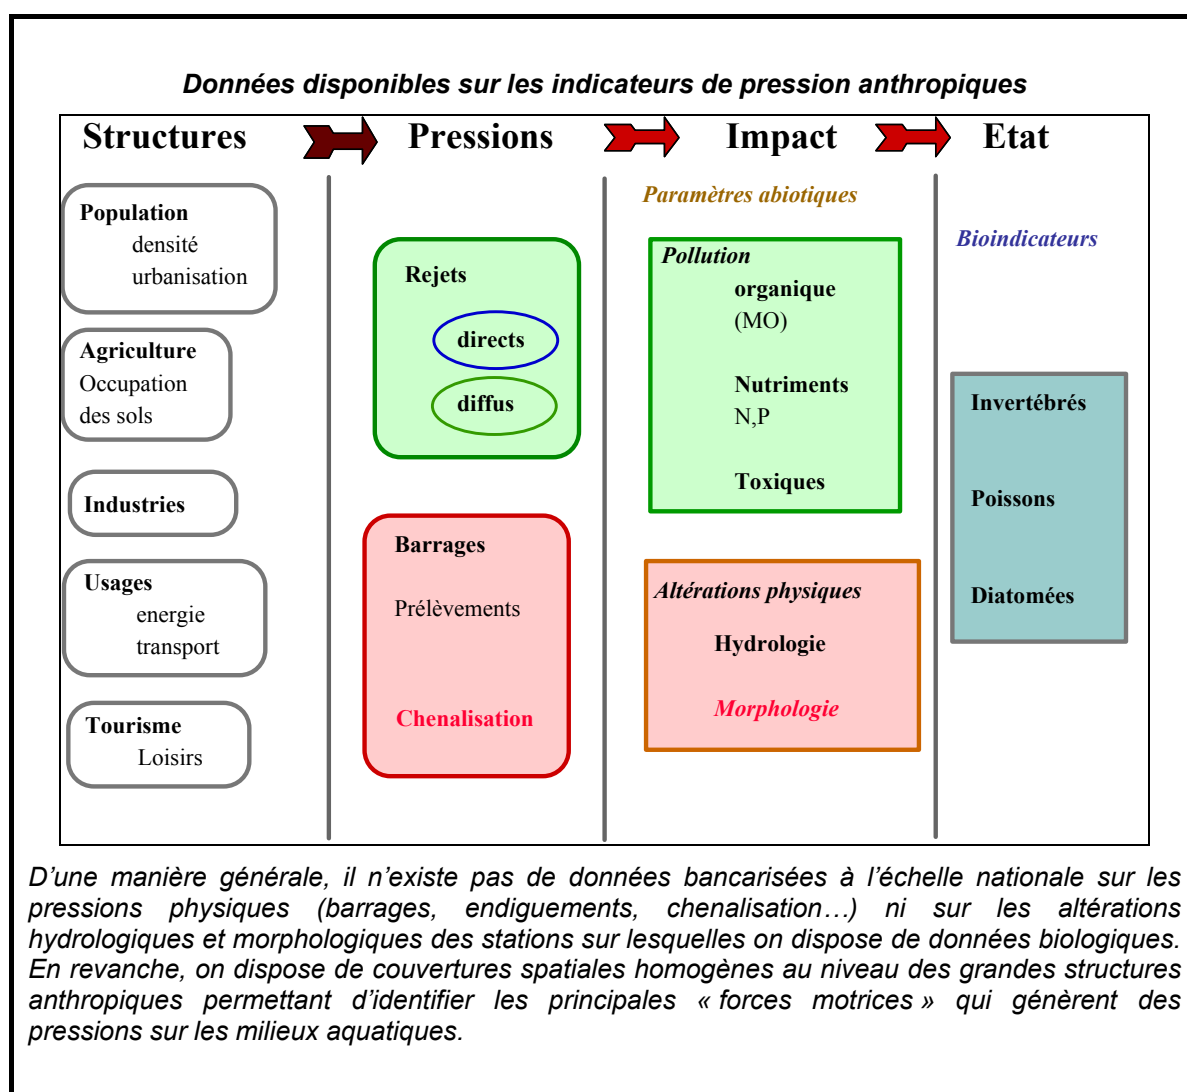 Données disponibles sur les indicateurs de pression anthropiques
Structures
Pressions
Impact
Etat
Population
densité
urbanisation
Agriculture
Occupation
des sols
Industries
Usages
energie
transport
Tourisme
Loisirs
Rejets
directs
diffus
Barrages
Prélèvements
Chenalisation
Paramètres abiotiques
Pollution
organique
(MO)
Nutriments
N,P
Toxiques
Altérations physiques
Hydrologie
Morphologie
Bioindicateurs
Invertébrés
Poissons
Diatomées
D'une manière générale, il n'existe pas de données bancarisées à l'échelle nationale sur les
pressions physiques (barrages, endiguements, chenalisation…) ni sur les altérations
hydrologiques et morphologiques des stations sur lesquelles on dispose de données biologiques.
En revanche, on dispose de couvertures spatiales homogènes au niveau des grandes structures
anthropiques permettant d'identifier les principales « forces motrices » qui génèrent des
pressions sur les milieux aquatiques.